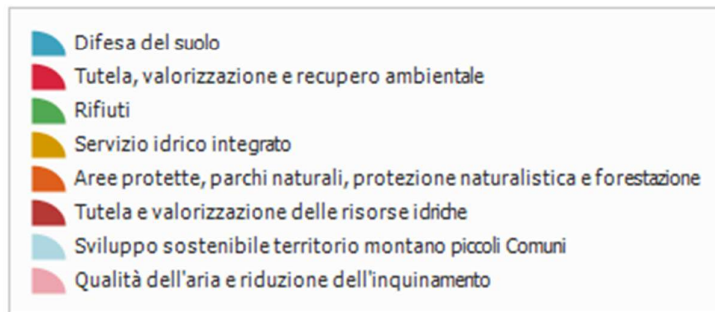 Difesa del suolo
Tutela, valorizzazione e recupero ambientale
Rifiuti
Servizio idrico integrato
Aree protette, parchi naturali, protezione naturalistica e forestazione
Tutela e valorizzazione delle risorse idriche
Sviluppo sostenibile territorio montano piccoli Comuni
Qualità dell'aria e riduzione dell'inquinamento